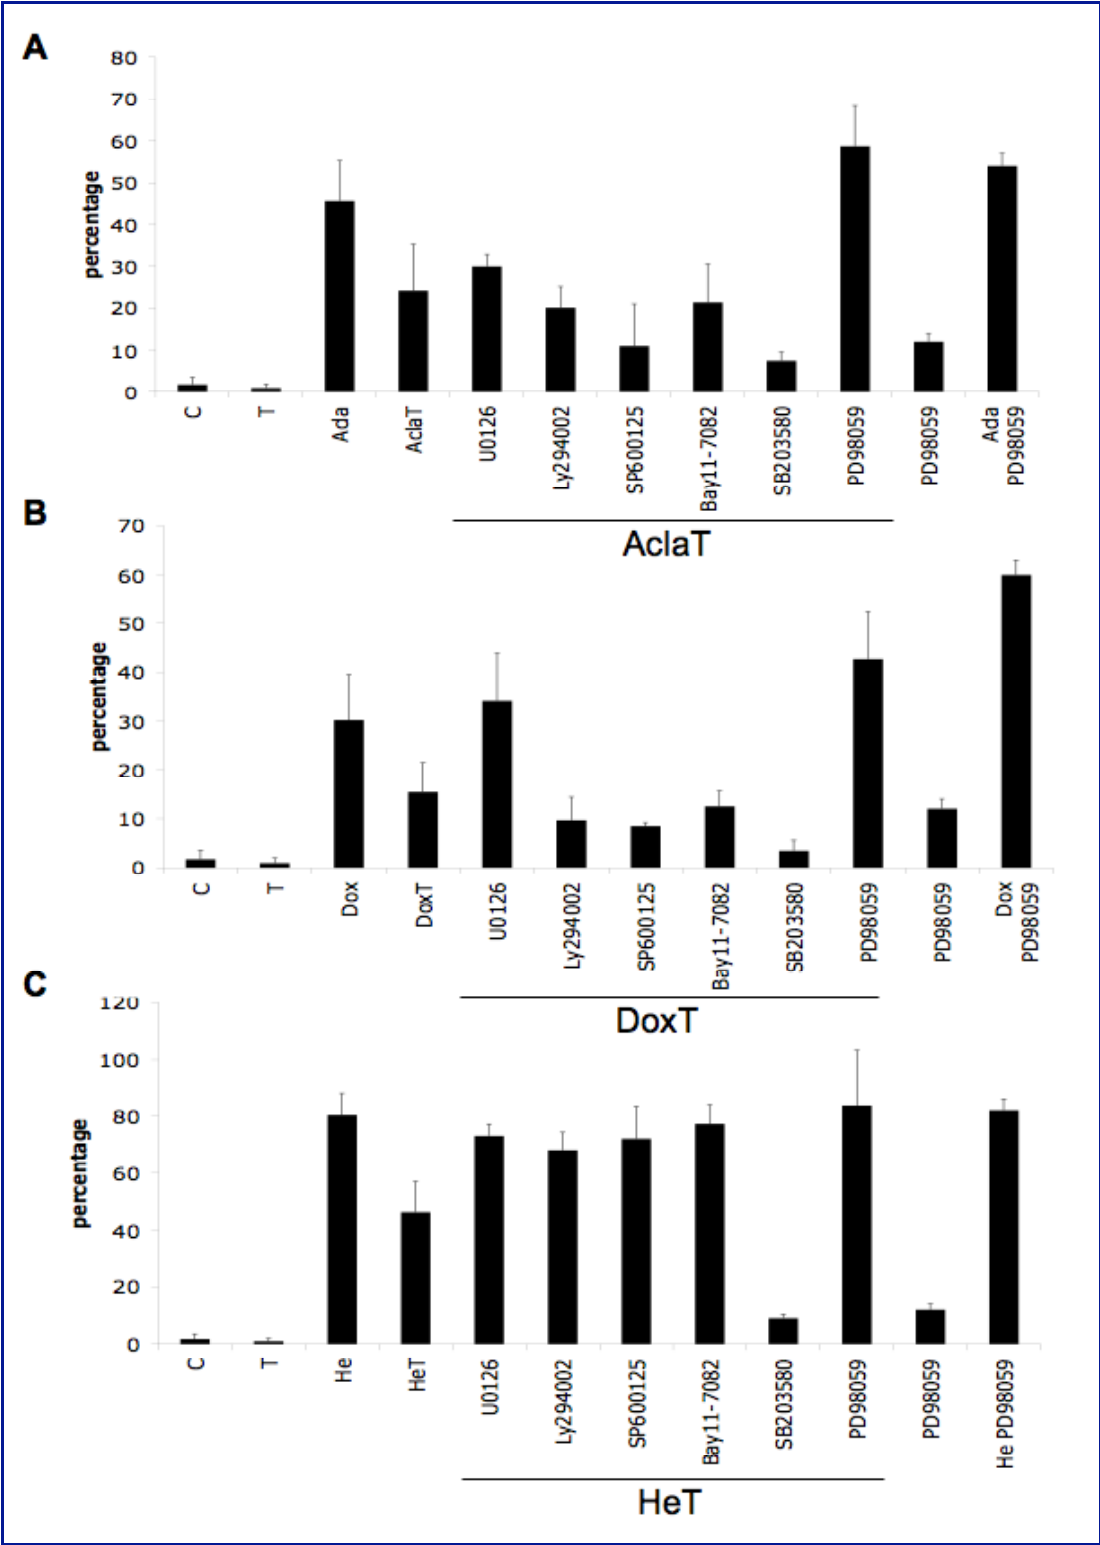 A
80
70
60
50
40
30
20
10
0
percentage
C
T
Ada
AclaT
U0126
Ly294002
SP600125
Bay11-7082
SB203580
PD98059
PD98059
Ada
PD98059
AclaT
B
70
60
50
40
30
20
10
0
percentage
C
T
Dox
DoxT
U0126
Ly294002
SP600125
Bay11-7082
SB203580
PD98059
PD98059
Dox
PD98059
DoxT
C
120
100
80
60
40
20
0
percentage
C
T
He
HeT
U0126
Ly294002
SP600125
Bay11-7082
SB203580
PD98059
PD98059
He PD98059
HeT